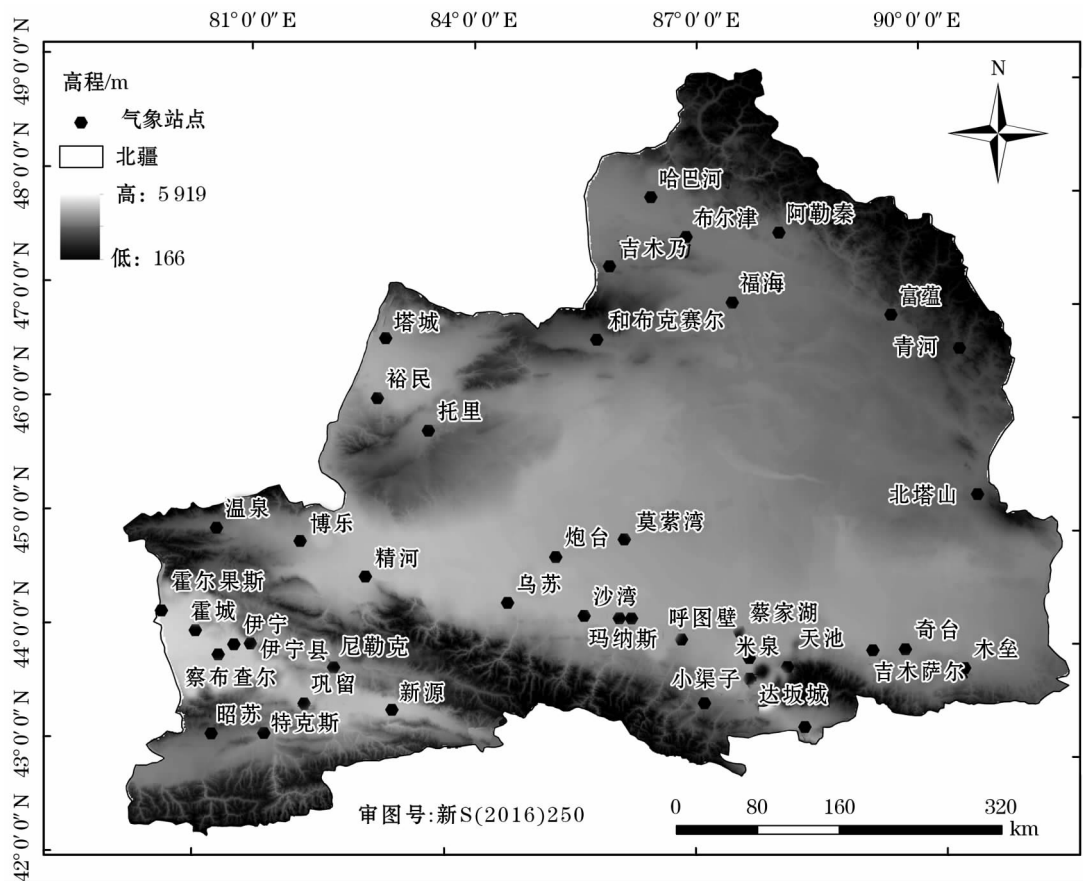 81°0′0″E 84°0′0″E 87°0′0″E 90°0′0″E
49°0′0″N
48°0′0″N
47°0′0″N
46°0′0″N
45°0′0″N
44°0′0″N
43°0′0″N
42°0′0″N
高程/m
气象站点
北疆
高: 5 919
低: 166
N
哈巴河
布尔津
阿勒泰
吉木乃
福海
富蕴
塔城
和布克赛尔
青河
裕民
托里
北塔山
温泉
博乐
莫索湾
炮台
精河
霍尔果斯
乌苏
沙湾
霍城
伊宁
呼图壁
蔡家湖
伊宁县
尼勒克
玛纳斯
米泉
天池
奇台
木垒
察布查尔
巩留
小渠子
吉木萨尔
新源
达坂城
昭苏
特克斯
审图号:新S(2016)250
0 80 160 320
km